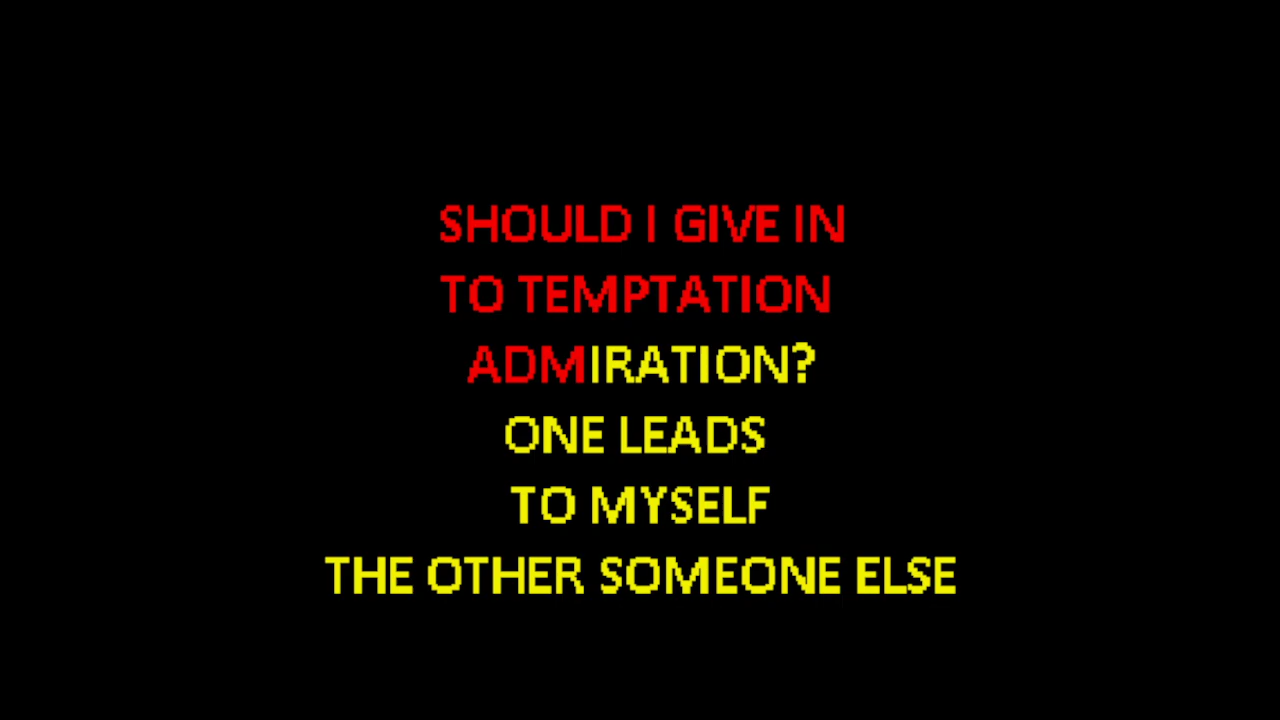 SHOULD I GIVE IN
TO TEMPTATION
ADMIRATION?
ONE LEADS
TO MYSELF
THE OTHER SOMEONE ELSE